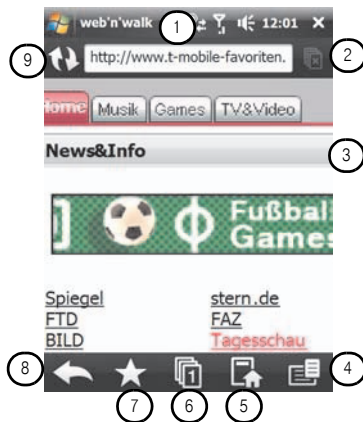 web'n'walk 1 12:01
9 http://www.t-mobile-favoriten. 2
Home Musik Games TV&Video
News&Info 3
Fußball
Games
Spiegel stern.de
FTD FAZ
BILD Tagesschau
8 1 4
7 6 5